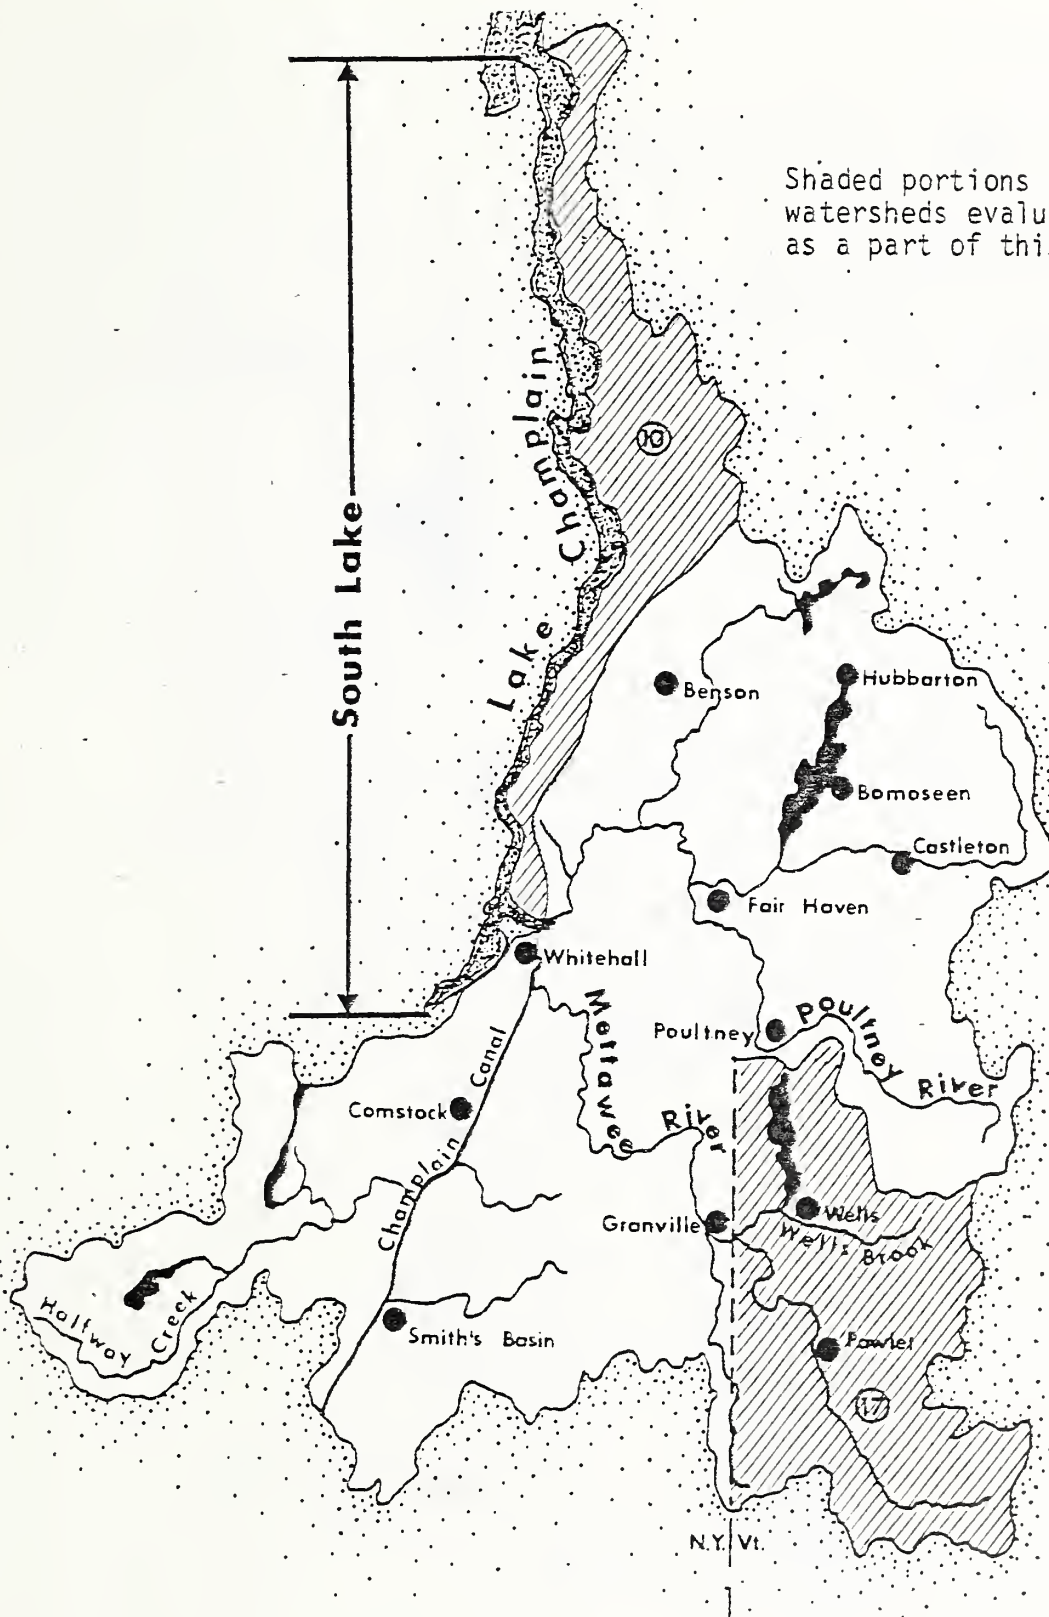 Shaded portions
watersheds evalu
as a part of thi
South Lake
Lake Champlain
Benson
Hubbarton
Bomoseen
Castleton
Fair Haven
Whitehall
Poultney
Poultney River
Mettawee River
Comstock
Champlain Canal
Granville
Wells
Wells Brook
Halfway Creek
Smith's Basin
Pawlet
17
N.Y. Vt.